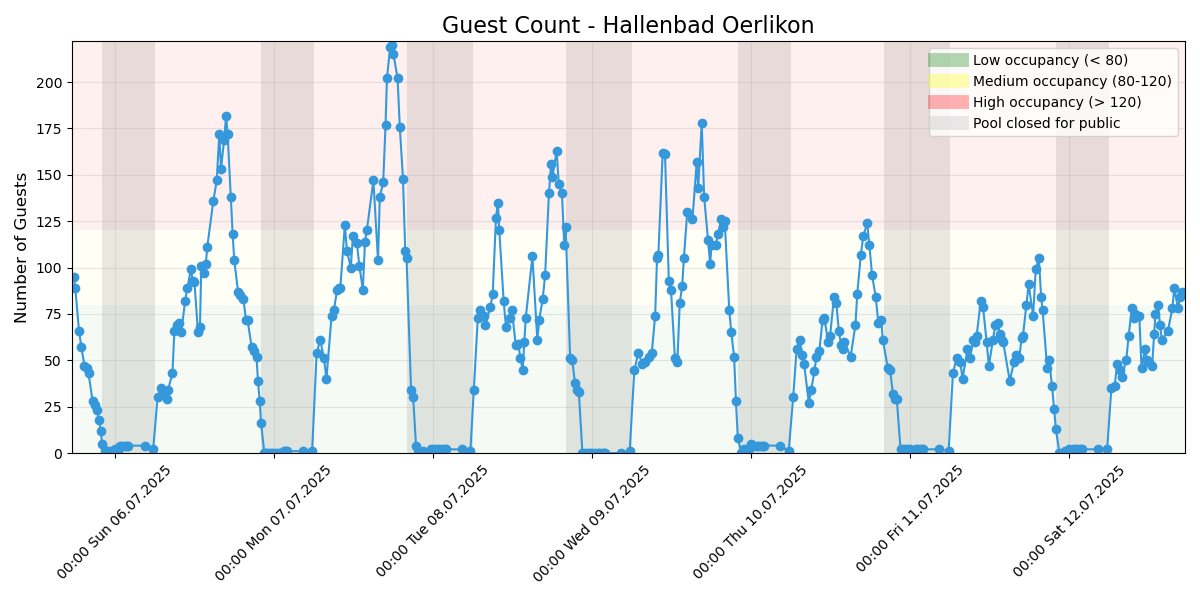 Guest Count - Hallenbad Oerlikon
Number of Guests
200
175
150
125
100
75
50
25
0
Low occupancy (< 80)
Medium occupancy (80-120)
High occupancy (> 120)
Pool closed for public
00:00 Sun 06.07.2025
00:00 Mon 07.07.2025
00:00 Tue 08.07.2025
00:00 Wed 09.07.2025
00:00 Thu 10.07.2025
00:00 Fri 11.07.2025
00:00 Sat 12.07.2025